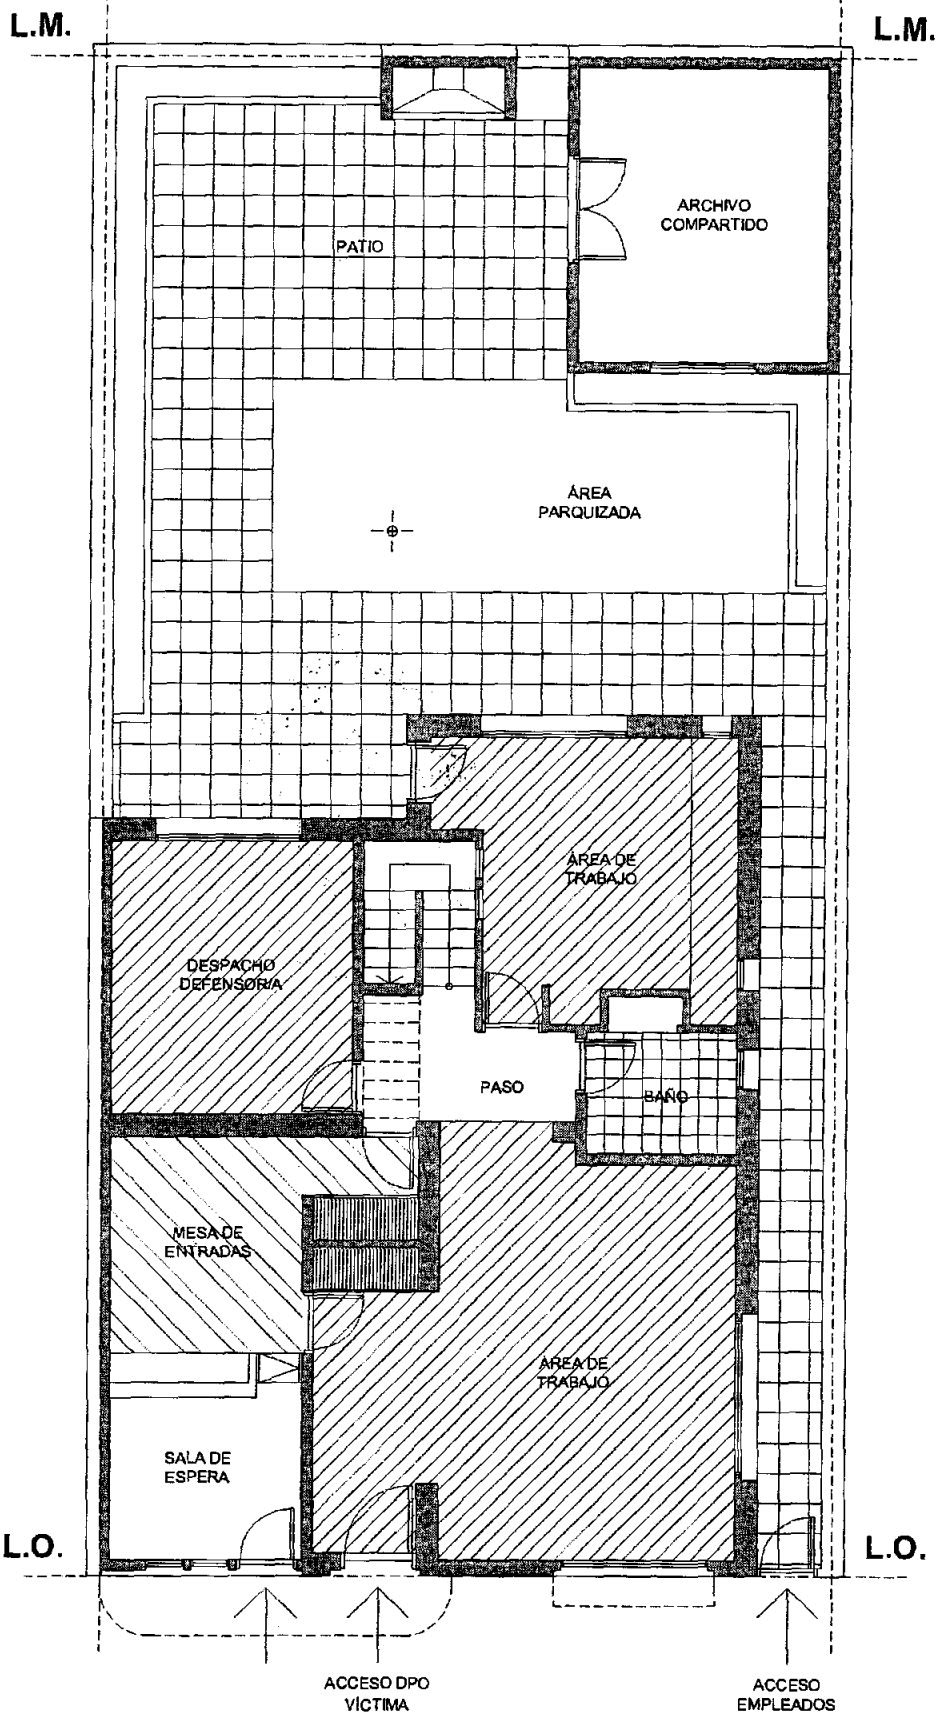 L.M.
L.M.
ARCHIVO
COMPARTIDO
PATIO
ÁREA
PARQUIZADA
ÁREA DE
TRABAJO
DESPACHO
DEFENSORIA
PASO
BAÑO
MESA DE
ENTRADAS
ÁREA DE
TRABAJO
SALA DE
ESPERA
L.O.
L.O.
ACCESO DPO
VÍCTIMA
ACCESO
EMPLEADOS